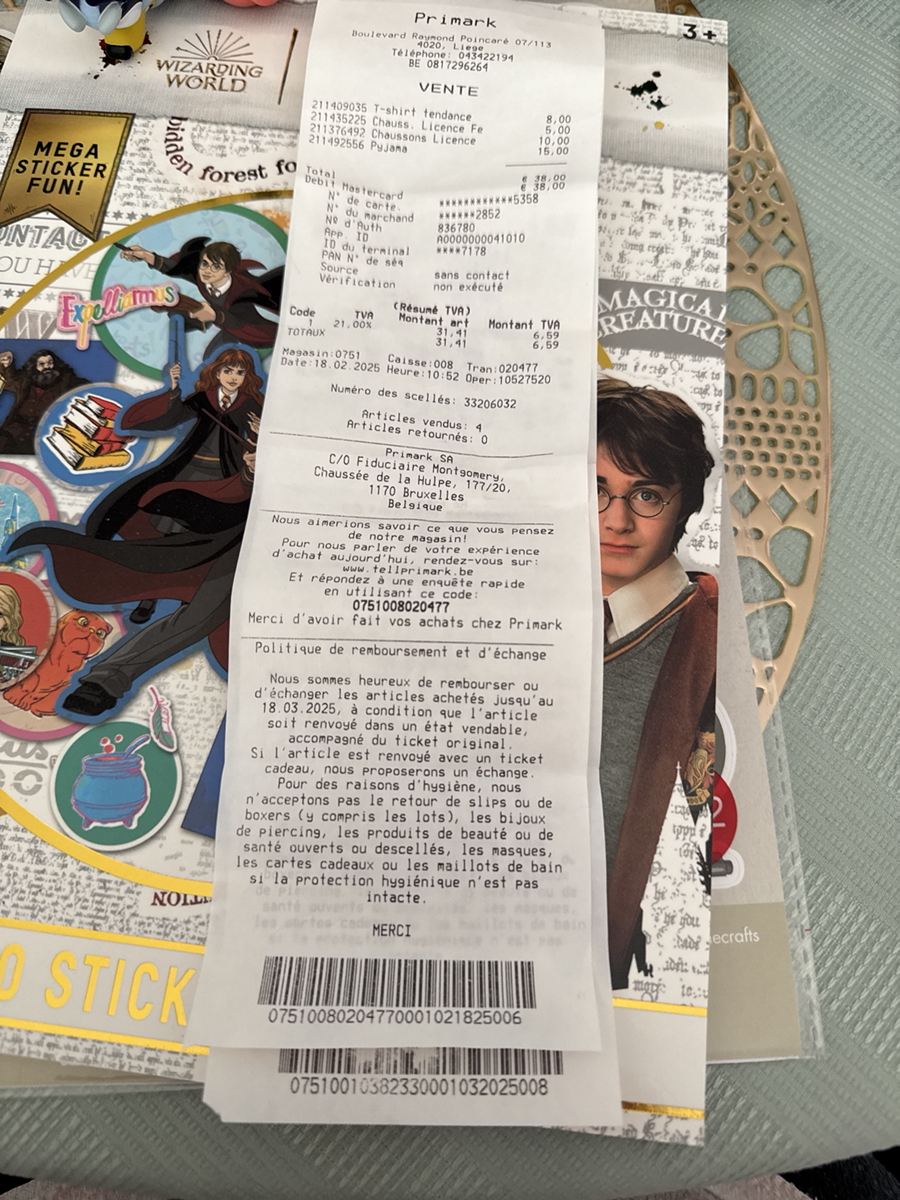 3+
WIZARDING
WORLD
MEGA
STICKER
FUN!
hidden forest fo
Expelliarmus
MAGICAL
CREATURE
O STICK
ecrafts
Primark
Boulevard Raymond Poincaré 07/113
4020, Liege
Téléphone: 043422194
BE 0817296264
VENTE
211409035 T-shirt tendance 8,00
211435225 Chauss. Licence Fe 5,00
211376492 Chaussons Licence 10,00
211492556 Pyjama 15,00
Total € 38,00
Debit Mastercard € 38,00
N° de carte. ************5358
N° du marchand ******2852
Nº d'Auth 836780
App. ID A0000000041010
ID du terminal ****7178
PAN N° de séq
Source sans contact
Vérification non exécuté
(Résumé TVA)
Code TVA Montant art Montant TVA
1 21,00% 31,41 6,59
TOTAUX 31,41 6,59
Magasin:0751 Caisse:008 Tran:020477
Date:18.02.2025 Heure:10:52 Oper:10527520
Numéro des scellés: 33206032
Articles vendus: 4
Articles retournés: 0
Primark SA
C/O Fiduciaire Montgomery,
Chaussée de la Hulpe, 177/20,
1170 Bruxelles
Belgique
Nous aimerions savoir ce que vous pensez
de notre magasin!
Pour nous parler de votre expérience
d'achat aujourd'hui, rendez-vous sur:
www.tellprimark.be
Et répondez à une enquête rapide
en utilisant ce code:
0751008020477
Merci d'avoir fait vos achats chez Primark
Politique de remboursement et d'échange
Nous sommes heureux de rembourser ou
d'échanger les articles achetés jusqu'au
18.03.2025, à condition que l'article
soit renvoyé dans un état vendable,
accompagné du ticket original.
Si l'article est renvoyé avec un ticket
cadeau, nous proposerons un échange.
Pour des raisons d'hygiène, nous
n'acceptons pas le retour de slips ou de
boxers (y compris les lots), les bijoux
de piercing, les produits de beauté ou de
santé ouverts ou descellés, les masques,
les cartes cadeaux ou les maillots de bain
si la protection hygiénique n'est pas
intacte.
MERCI
07510080204770001021825006
07510010382330001032025008